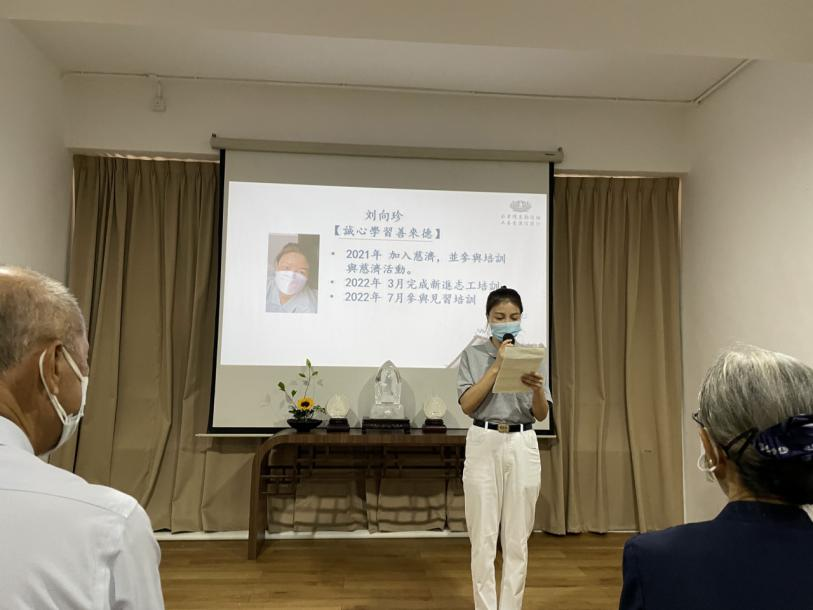 刘向珍
【誠心學習善來德】
• 2021年 加入慈濟，並參與培訓
與慈濟活動。
• 2022年 3月完成新進志工培訓
• 2022年 7月參與見習培訓